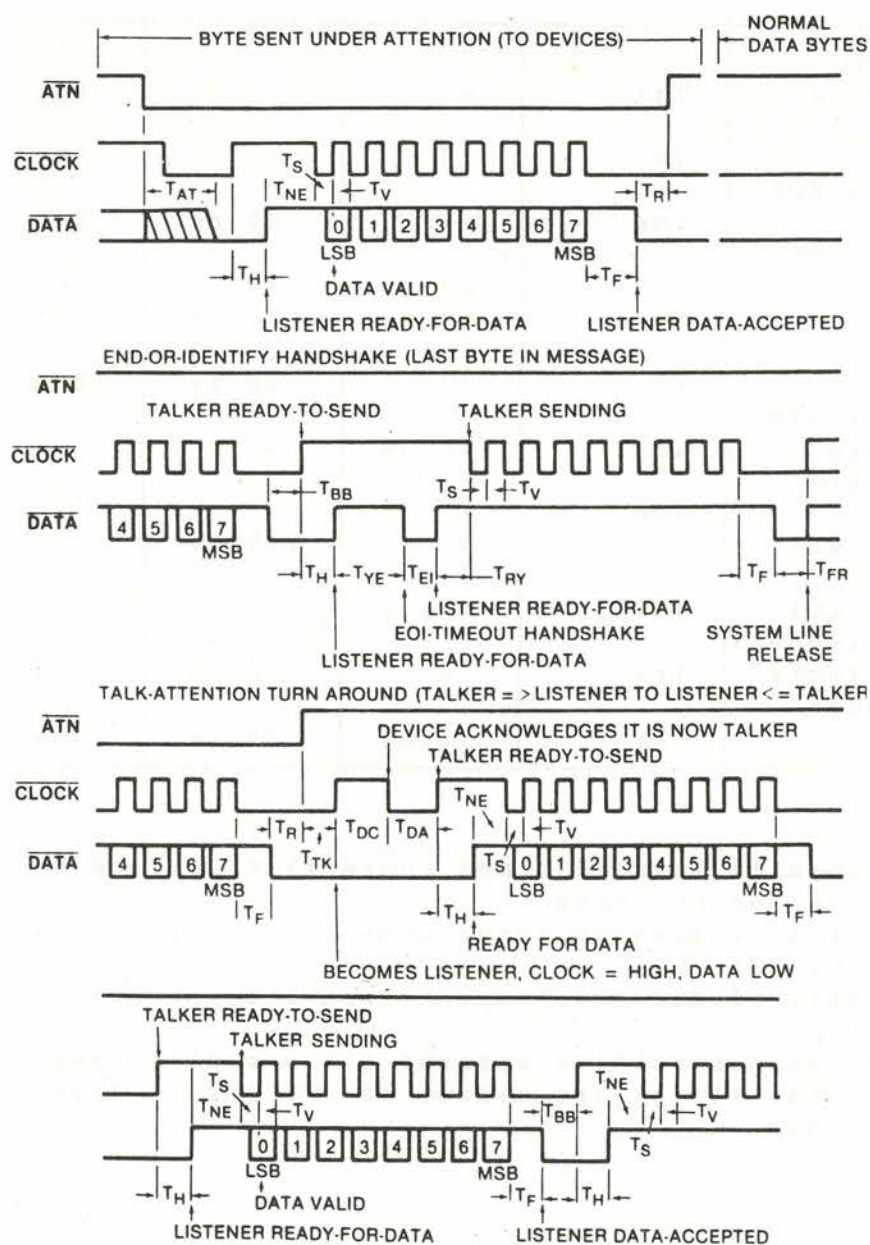 BYTE SENT UNDER ATTENTION (TO DEVICES)
NORMAL
DATA BYTES
ATN
CLOCK
TS
TAT
TNE
TV
TR
DATA
0 1 2 3 4 5 6 7
LSB
MSB
TH
DATA VALID
TF
LISTENER READY-FOR-DATA
LISTENER DATA-ACCEPTED
END-OR-IDENTIFY HANDSHAKE (LAST BYTE IN MESSAGE)
ATN
TALKER READY-TO-SEND
TALKER SENDING
CLOCK
TBB
TS
TV
DATA
4 5 6 7
MSB
TH
TYE
TEI
TRY
TF
TFR
LISTENER READY-FOR-DATA
EOI-TIMEOUT HANDSHAKE
SYSTEM LINE
RELEASE
LISTENER READY-FOR-DATA
TALK-ATTENTION TURN AROUND (TALKER = > LISTENER TO LISTENER < = TALKER
ATN
DEVICE ACKNOWLEDGES IT IS NOW TALKER
TALKER READY-TO-SEND
CLOCK
TNE
TR
TDC
TDA
TV
TTK
TS
DATA
4 5 6 7
0 1 2 3 4 5 6 7
MSB
LSB
MSB
TF
TH
TF
READY FOR DATA
BECOMES LISTENER, CLOCK = HIGH, DATA LOW
TALKER READY-TO-SEND
TALKER SENDING
TS
TNE
TNE
TV
TBB
TV
TS
0 1 2 3 4 5 6 7
LSB
MSB
TH
DATA VALID
TF
TH
LISTENER READY-FOR-DATA
LISTENER DATA-ACCEPTED